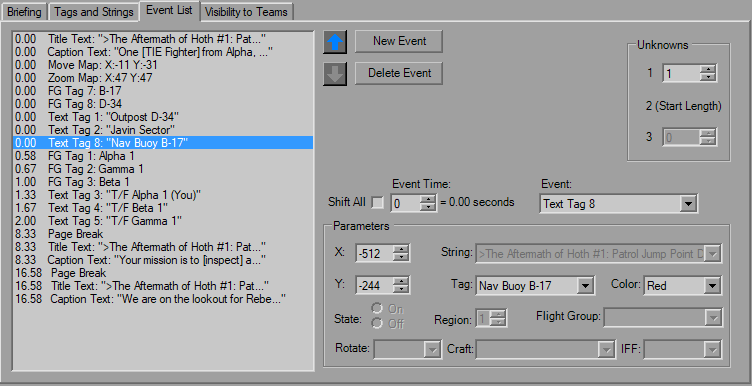 Briefing Tags and Strings Event List Visibility to Teams
0.00 Title Text: ">The Aftermath of Hoth #1: Pat..."
0.00 Caption Text: "One [TIE Fighter] from Alpha, ..."
0.00 Move Map: X:-11 Y:-31
0.00 Zoom Map: X:47 Y:47
0.00 FG Tag 7: B-17
0.00 FG Tag 8: D-34
0.00 Text Tag 1: "Outpost D-34"
0.00 Text Tag 2: "Javin Sector"
0.00 Text Tag 8: "Nav Buoy B-17"
0.58 FG Tag 1: Alpha 1
0.67 FG Tag 2: Gamma 1
1.00 FG Tag 3: Beta 1
1.33 Text Tag 3: "T/F Alpha 1 (You)"
1.67 Text Tag 4: "T/F Beta 1"
2.00 Text Tag 5: "T/F Gamma 1"
8.33 Page Break
8.33 Title Text: ">The Aftermath of Hoth #1: Pat..."
8.33 Caption Text: "Your mission is to [inspect] a..."
16.58 Page Break
16.58 Title Text: ">The Aftermath of Hoth #1: Pat..."
16.58 Caption Text: "We are on the lookout for Rebe..."
New Event
Delete Event
Unknowns
1 1
2 (Start Length)
3 0
Event Time: Event:
Shift All 0 = 0.00 seconds Text Tag 8
Parameters
X: -512 String: >The Aftermath of Hoth #1: Patrol Jump Point D
Y: -244 Tag: Nav Buoy B-17 Color: Red
State: On
Off
Region: 1 Flight Group:
Rotate: Craft: IFF: